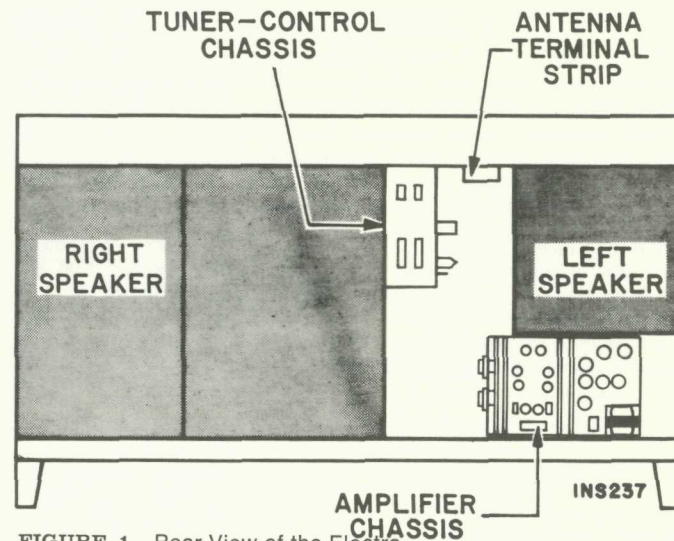 TUNER-CONTROL
CHASSIS
ANTENNA
TERMINAL
STRIP
RIGHT
SPEAKER
LEFT
SPEAKER
AMPLIFIER
CHASSIS
INS237
FIGURE 1. Rear View of the Electra